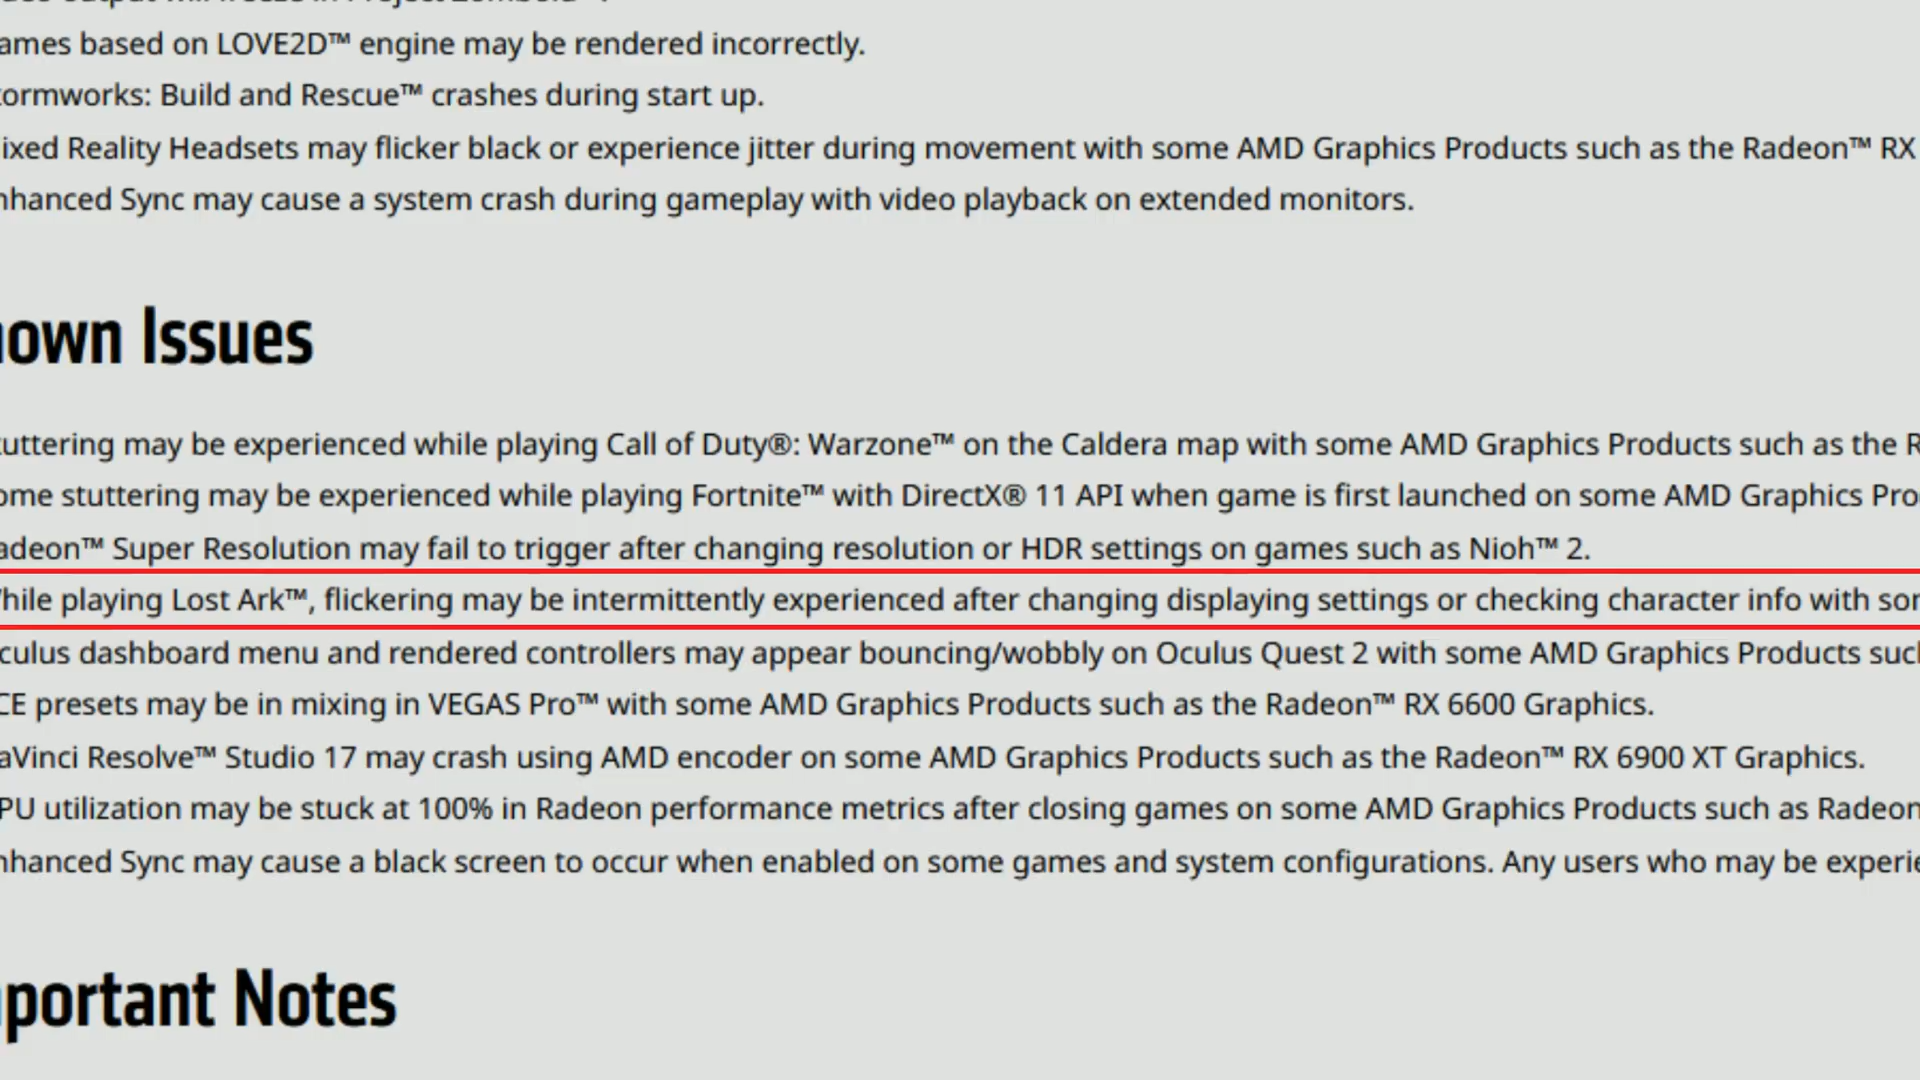 ames based on LOVE2D™ engine may be rendered incorrectly.
ormworks: Build and Rescue™ crashes during start up.
ixed Reality Headsets may flicker black or experience jitter during movement with some AMD Graphics Products such as the Radeon™ RX
nhanced Sync may cause a system crash during gameplay with video playback on extended monitors.
own Issues
uttering may be experienced while playing Call of Duty®: Warzone™ on the Caldera map with some AMD Graphics Products such as the R
ome stuttering may be experienced while playing Fortnite™ with DirectX® 11 API when game is first launched on some AMD Graphics Pro
adeon™ Super Resolution may fail to trigger after changing resolution or HDR settings on games such as Nioh™ 2.
hile playing Lost Ark™, flickering may be intermittently experienced after changing displaying settings or checking character info with som
culus dashboard menu and rendered controllers may appear bouncing/wobbly on Oculus Quest 2 with some AMD Graphics Products such
CE presets may be in mixing in VEGAS Pro™ with some AMD Graphics Products such as the Radeon™ RX 6600 Graphics.
aVinci Resolve™ Studio 17 may crash using AMD encoder on some AMD Graphics Products such as the Radeon™ RX 6900 XT Graphics.
PU utilization may be stuck at 100% in Radeon performance metrics after closing games on some AMD Graphics Products such as Radeon
nhanced Sync may cause a black screen to occur when enabled on some games and system configurations. Any users who may be experie
portant Notes